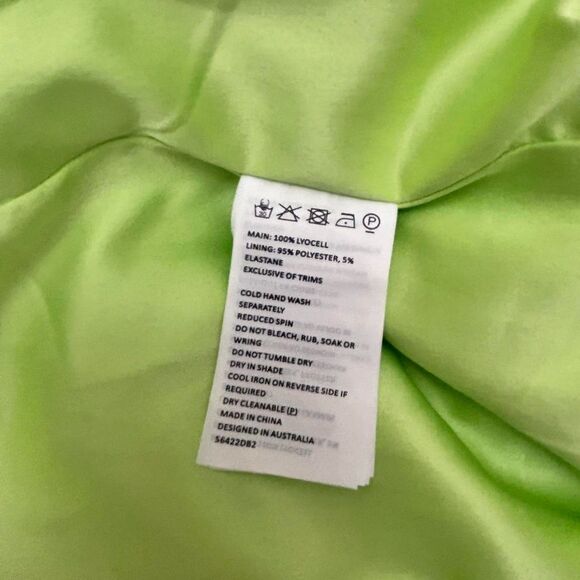 30 P
MAIN: 100% LYOCELL
LINING: 95% POLYESTER, 5%
ELASTANE
EXCLUSIVE OF TRIMS
COLD HAND WASH
SEPARATELY
REDUCED SPIN
DO NOT BLEACH, RUB, SOAK OR
WRING
DO NOT TUMBLE DRY
DRY IN SHADE
COOL IRON ON REVERSE SIDE IF
REQUIRED
DRY CLEANABLE (P)
MADE IN CHINA
DESIGNED IN AUSTRALIA
S6422DB2